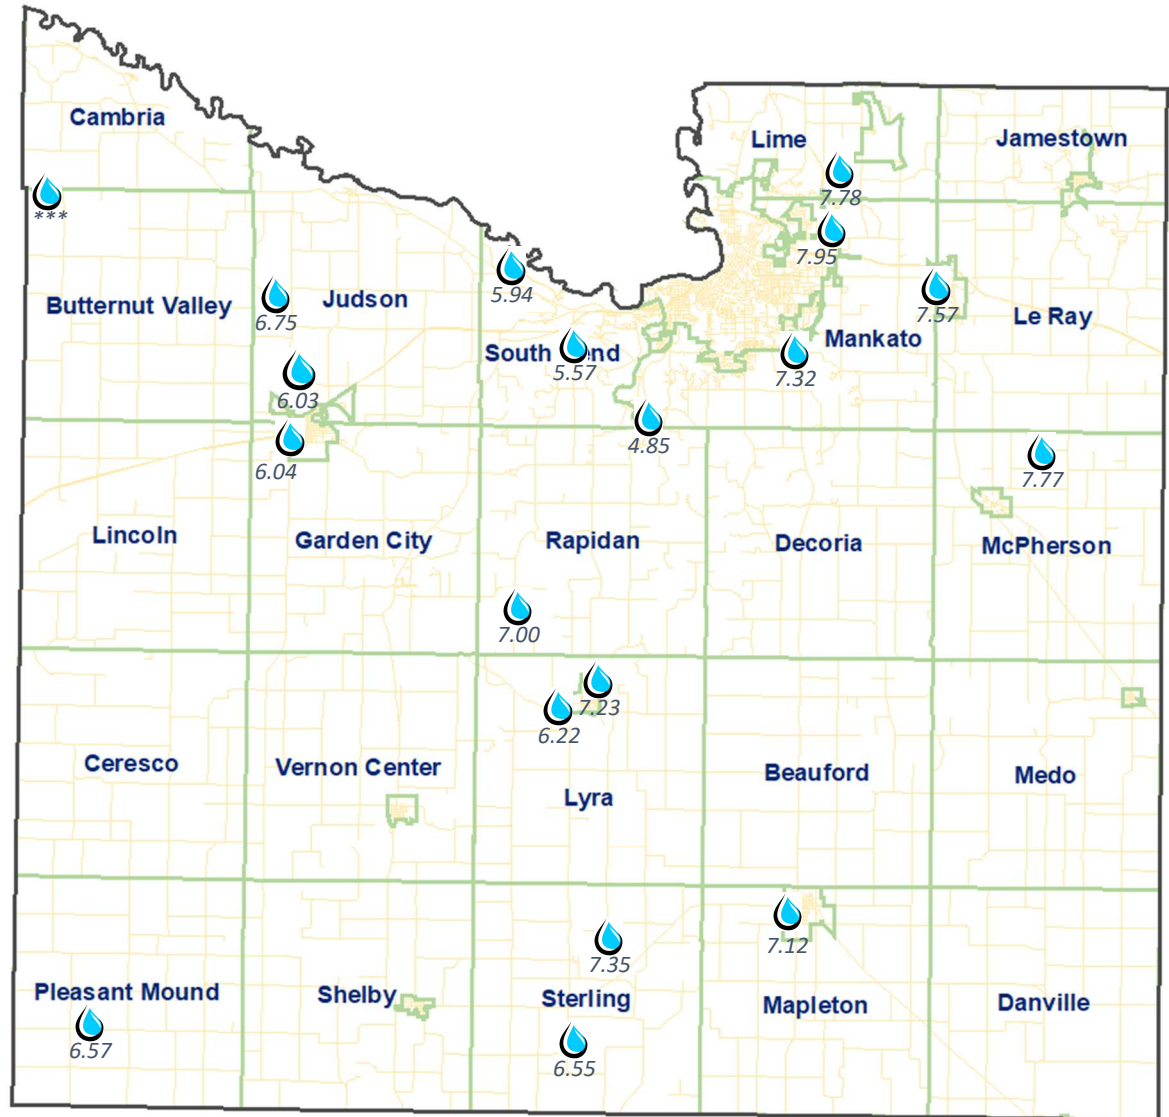 Cambria
Lime
Jamestown
7.78
***
7.95
Butternut Valley
6.75
Judson
5.94
7.57
Le Ray
South end
5.57
Mankato
7.32
6.03
4.85
6.04
7.77
Lincoln
Garden City
Rapidan
Decoria
McPherson
7.00
7.23
6.22
Ceresco
Vernon Center
Lyra
Beauford
Medo
7.12
7.35
Pleasant Mound
6.57
Shelby
Sterling
6.55
Mapleton
Danville